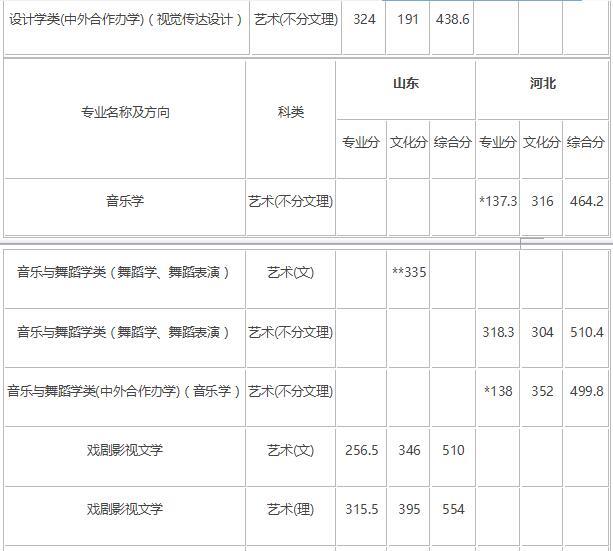 设计学类(中外合作办学)（视觉传达设计） 艺术(不分文理) 324 191 438.6
山东 河北
专业名称及方向 科类
专业分 文化分 综合分 专业分 文化分 综合分
音乐学 艺术(不分文理) *137.3 316 464.2
音乐与舞蹈学类（舞蹈学、舞蹈表演） 艺术(文) **335
音乐与舞蹈学类（舞蹈学、舞蹈表演） 艺术(不分文理) 318.3 304 510.4
音乐与舞蹈学类(中外合作办学)（音乐学） 艺术(不分文理) *138 352 499.8
戏剧影视文学 艺术(文) 256.5 346 510
戏剧影视文学 艺术(理) 315.5 395 554